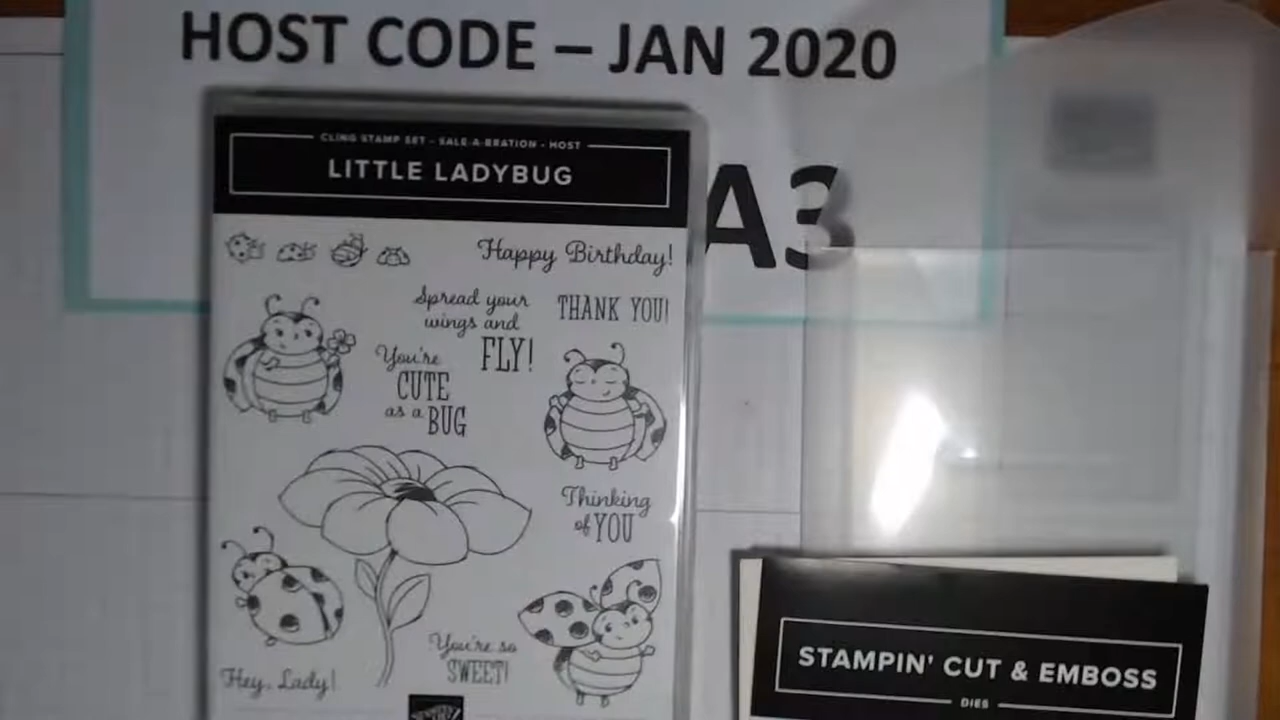 HOST CODE – JAN 2020
A3
CLING STAMP SET - SALE-A-BRATION - HOST
LITTLE LADYBUG
Happy Birthday!
Spread your
wings and
FLY!
THANK YOU!
You're
CUTE
as a
BUG
Thinking
of YOU
You're so
SWEET!
Hey, Lady!
STAMPIN' CUT & EMBOSS
DIES